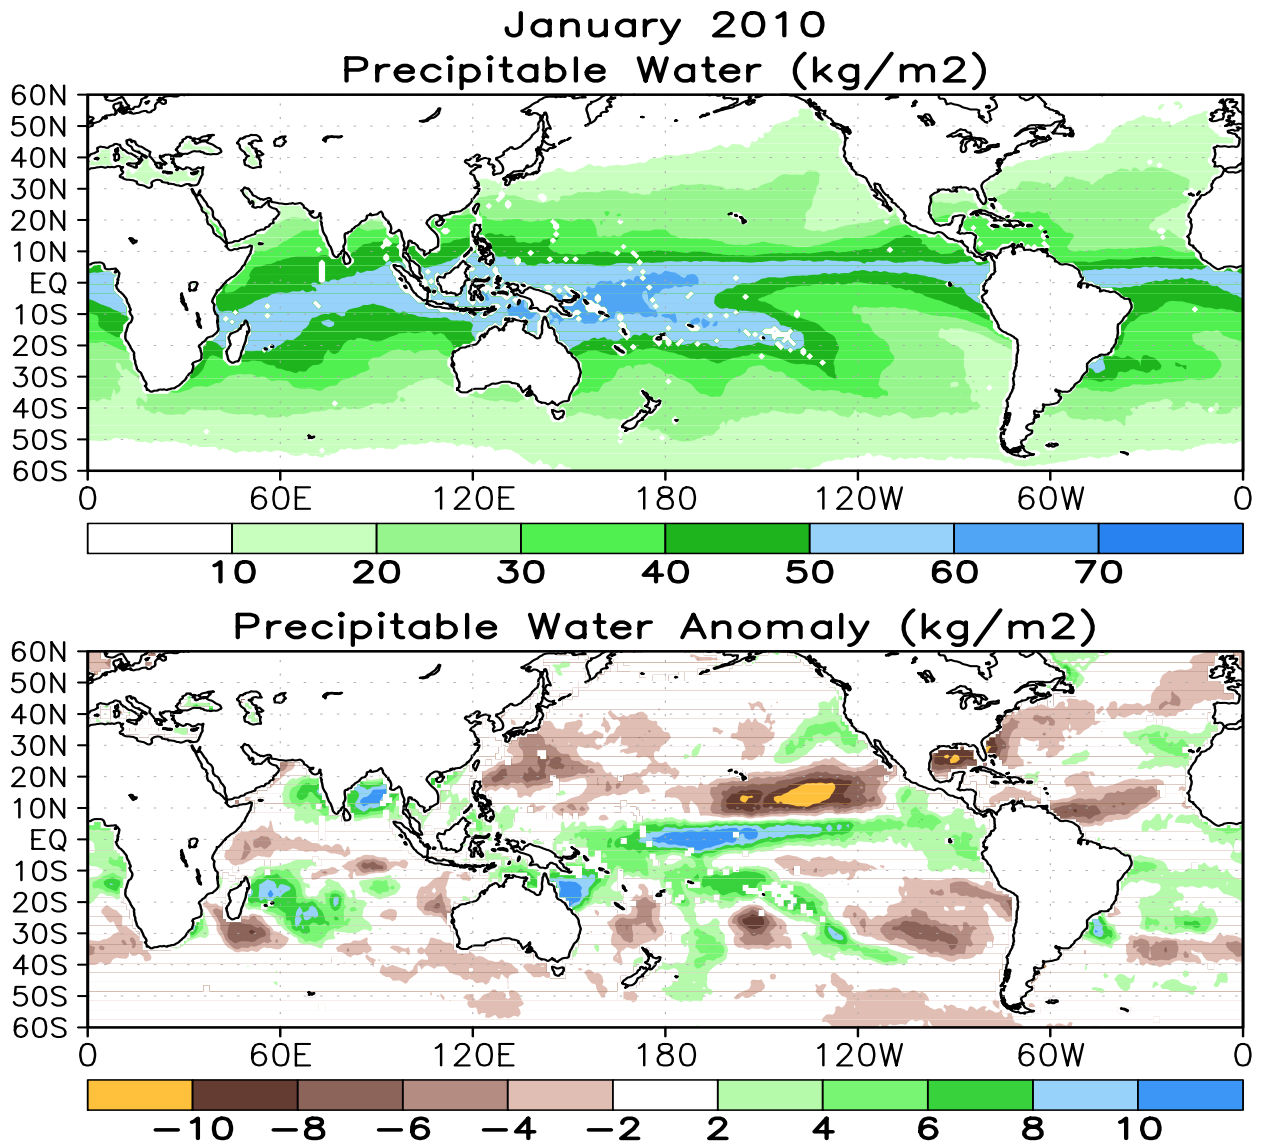 January 2010
Precipitable Water (kg/m2)
60N
50N
40N
30N
20N
10N
EQ
10S
20S
30S
40S
50S
60S
0 60E 120E 180 120W 60W 0
10 20 30 40 50 60 70
Precipitable Water Anomaly (kg/m2)
60N
50N
40N
30N
20N
10N
EQ
10S
20S
30S
40S
50S
60S
0 60E 120E 180 120W 60W 0
−10 −8 −6 −4 −2 2 4 6 8 10